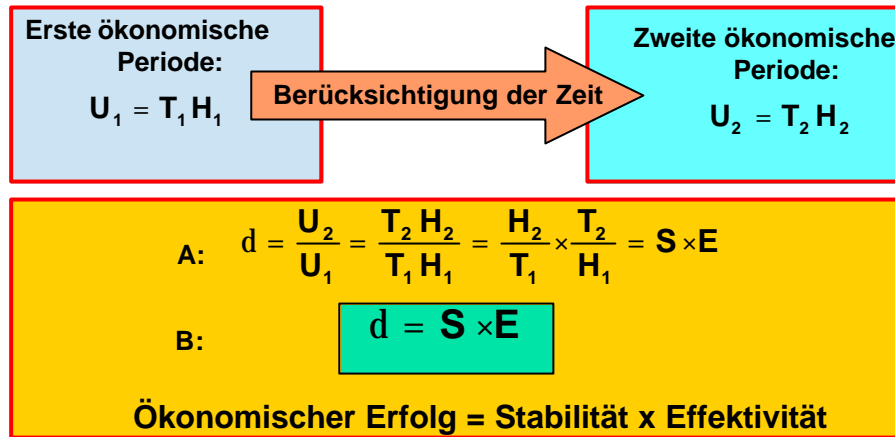 Erste ökonomische
Periode:
U₁ = T₁ H₁
Berücksichtigung der Zeit
Zweite ökonomische
Periode:
U₂ = T₂ H₂
A: d = U₂/U₁ = T₂ H₂/T₁ H₁ = H₂/T₁ × T₂/H₁ = S × E
B: d = S × E
Ökonomischer Erfolg = Stabilität x Effektivität